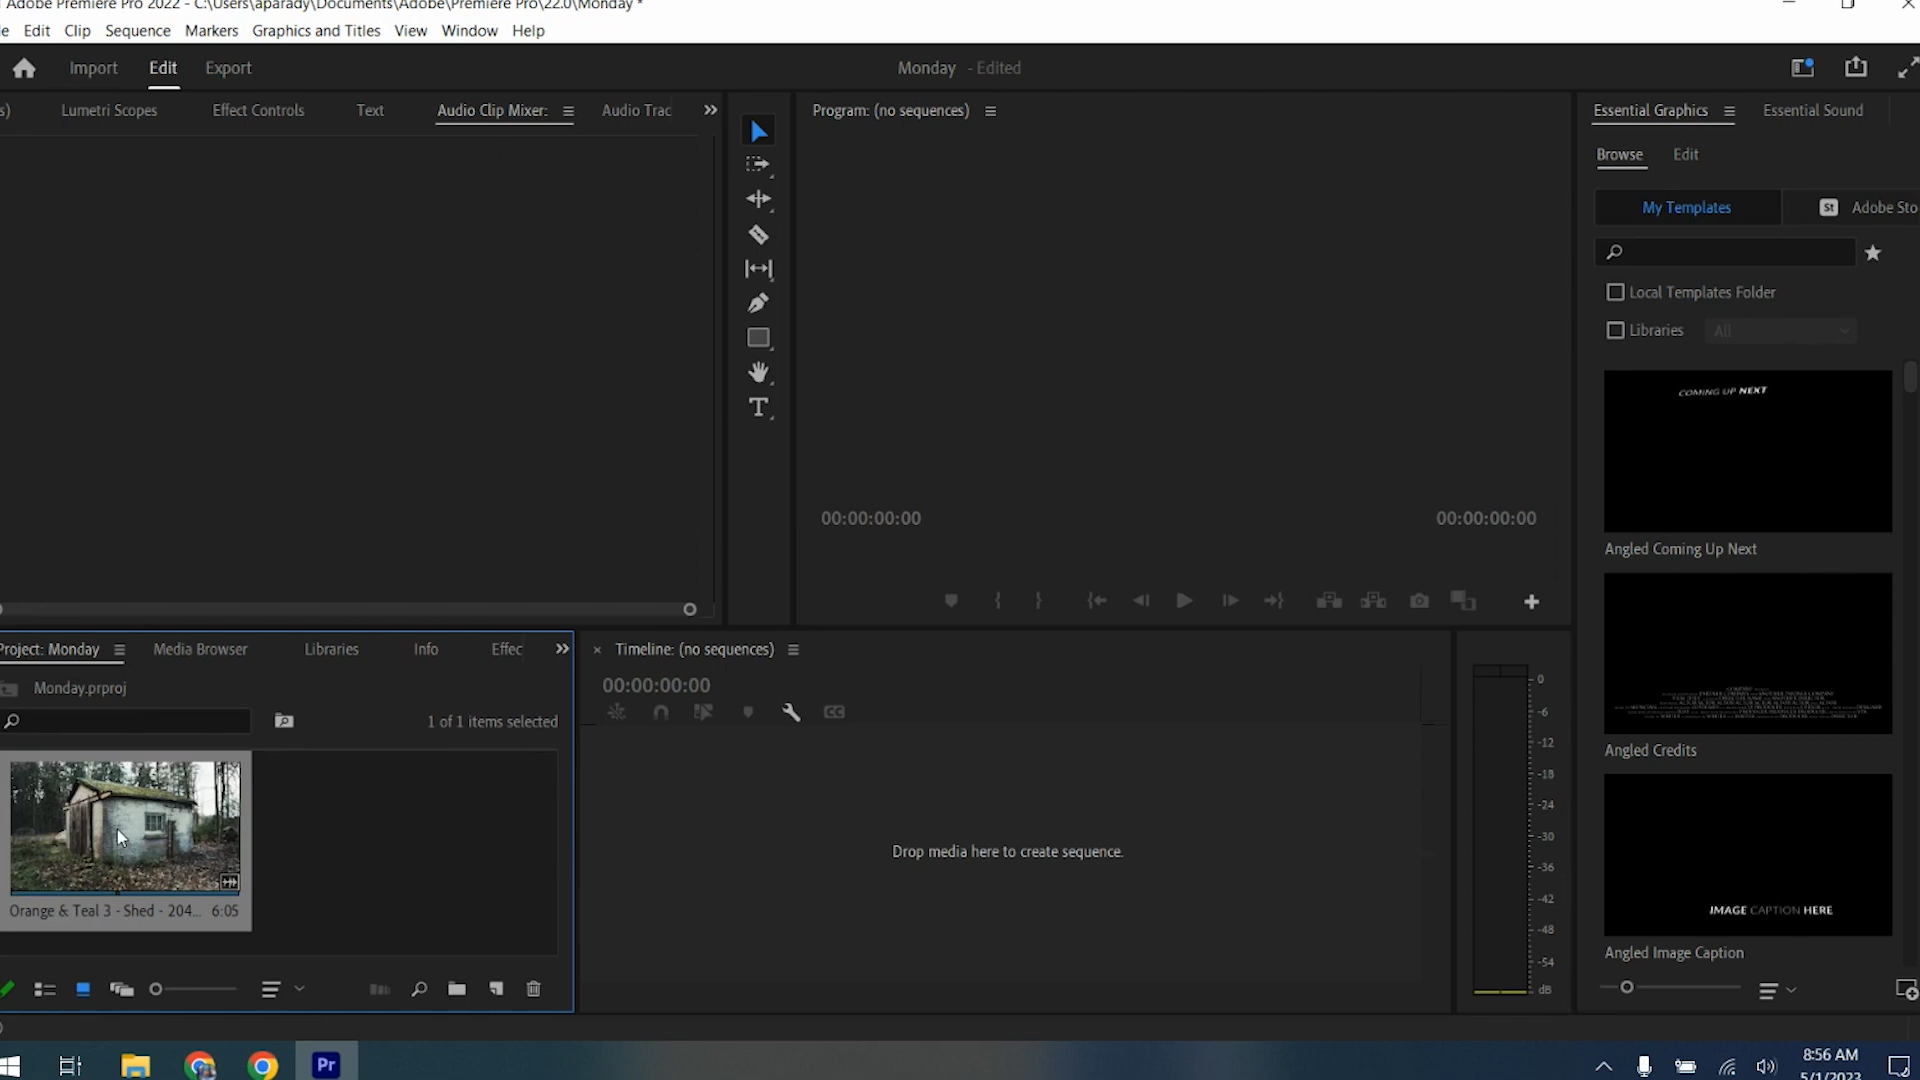 Adobe Premiere Pro 2022 - C:\Users\aparady\Documents\Adobe\Premiere Pro\22.0\Monday *
Edit Clip Sequence Markers Graphics and Titles View Window Help
Import Edit Export
Monday - Edited
Lumetri Scopes Effect Controls Text Audio Clip Mixer: Audio Trac
Program: (no sequences)
Essential Graphics Essential Sound
Browse Edit
My Templates St Adobe Sto
Local Templates Folder
Libraries All
COMING UP NEXT
Angled Coming Up Next
00:00:00:00 00:00:00:00
Angled Credits
IMAGE CAPTION HERE
Angled Image Caption
Project: Monday Media Browser Libraries Info Effec
Monday.prproj
1 of 1 items selected
Orange & Teal 3 - Shed - 204... 6:05
Timeline: (no sequences)
00:00:00:00
CC
Drop media here to create sequence.
0
-6
-12
-18
-24
-30
-36
-42
-48
-54
dB
Pr
8:56 AM
5/1/2023